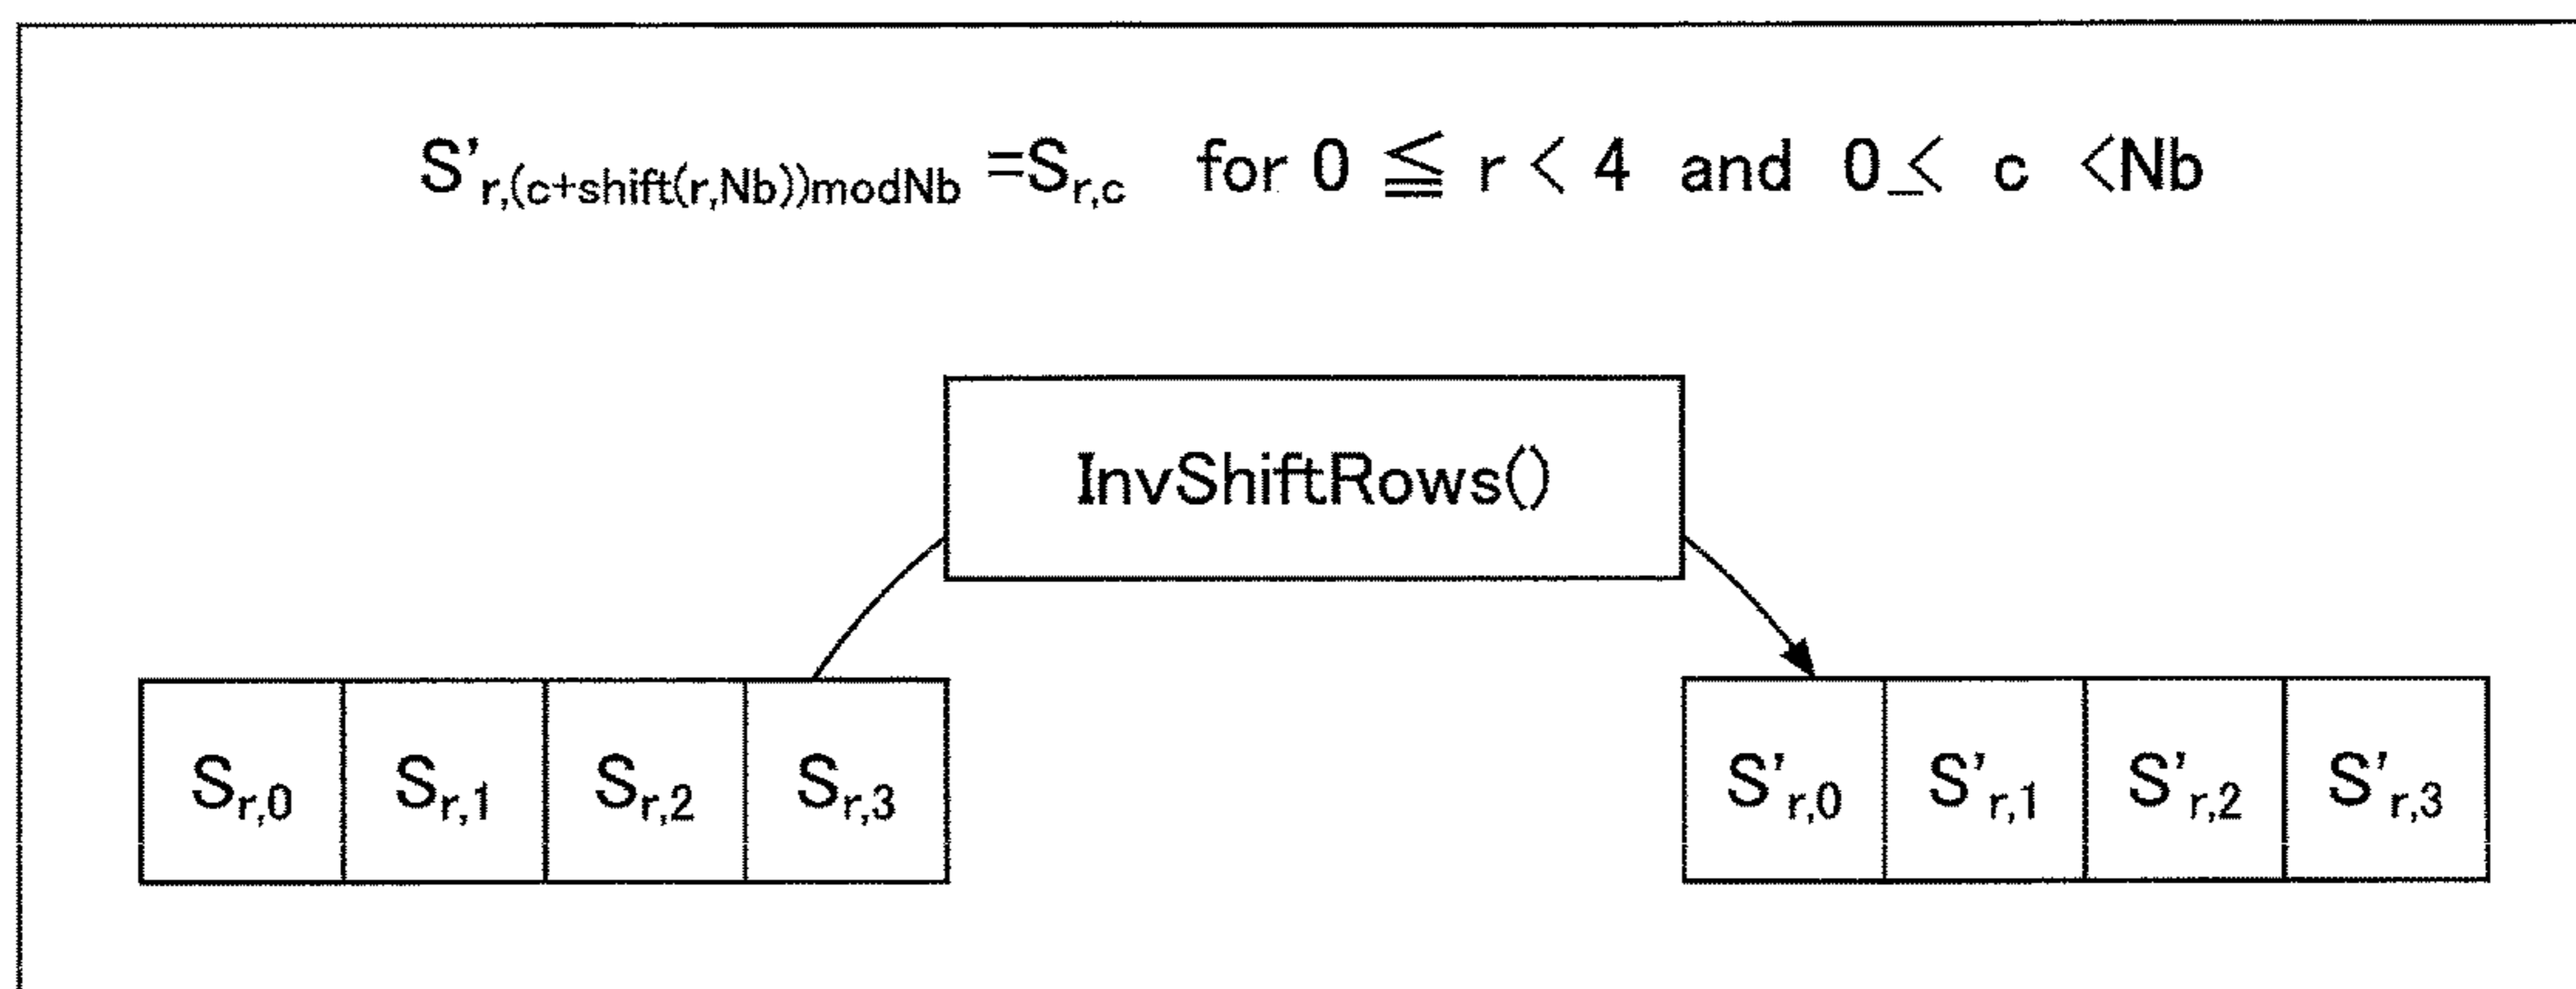 S'r,(c+shift(r,Nb))modNb =Sr,c for 0 ≦ r < 4 and 0_< c <Nb
InvShiftRows()
Sr,0 Sr,1 Sr,2 Sr,3 S'r,0 S'r,1 S'r,2 S'r,3